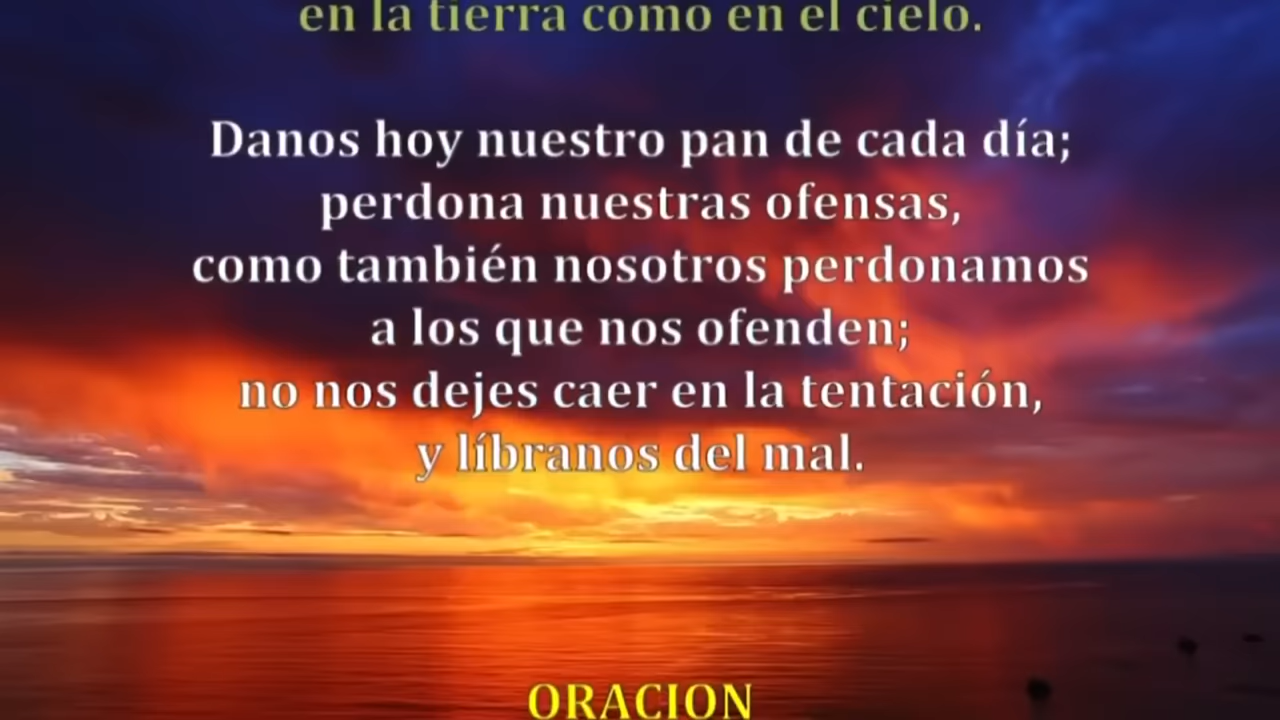 en la tierra como en el cielo.
Danos hoy nuestro pan de cada día;
perdona nuestras ofensas,
como también nosotros perdonamos
a los que nos ofenden;
no nos dejes caer en la tentación,
y líbranos del mal.
ORACION